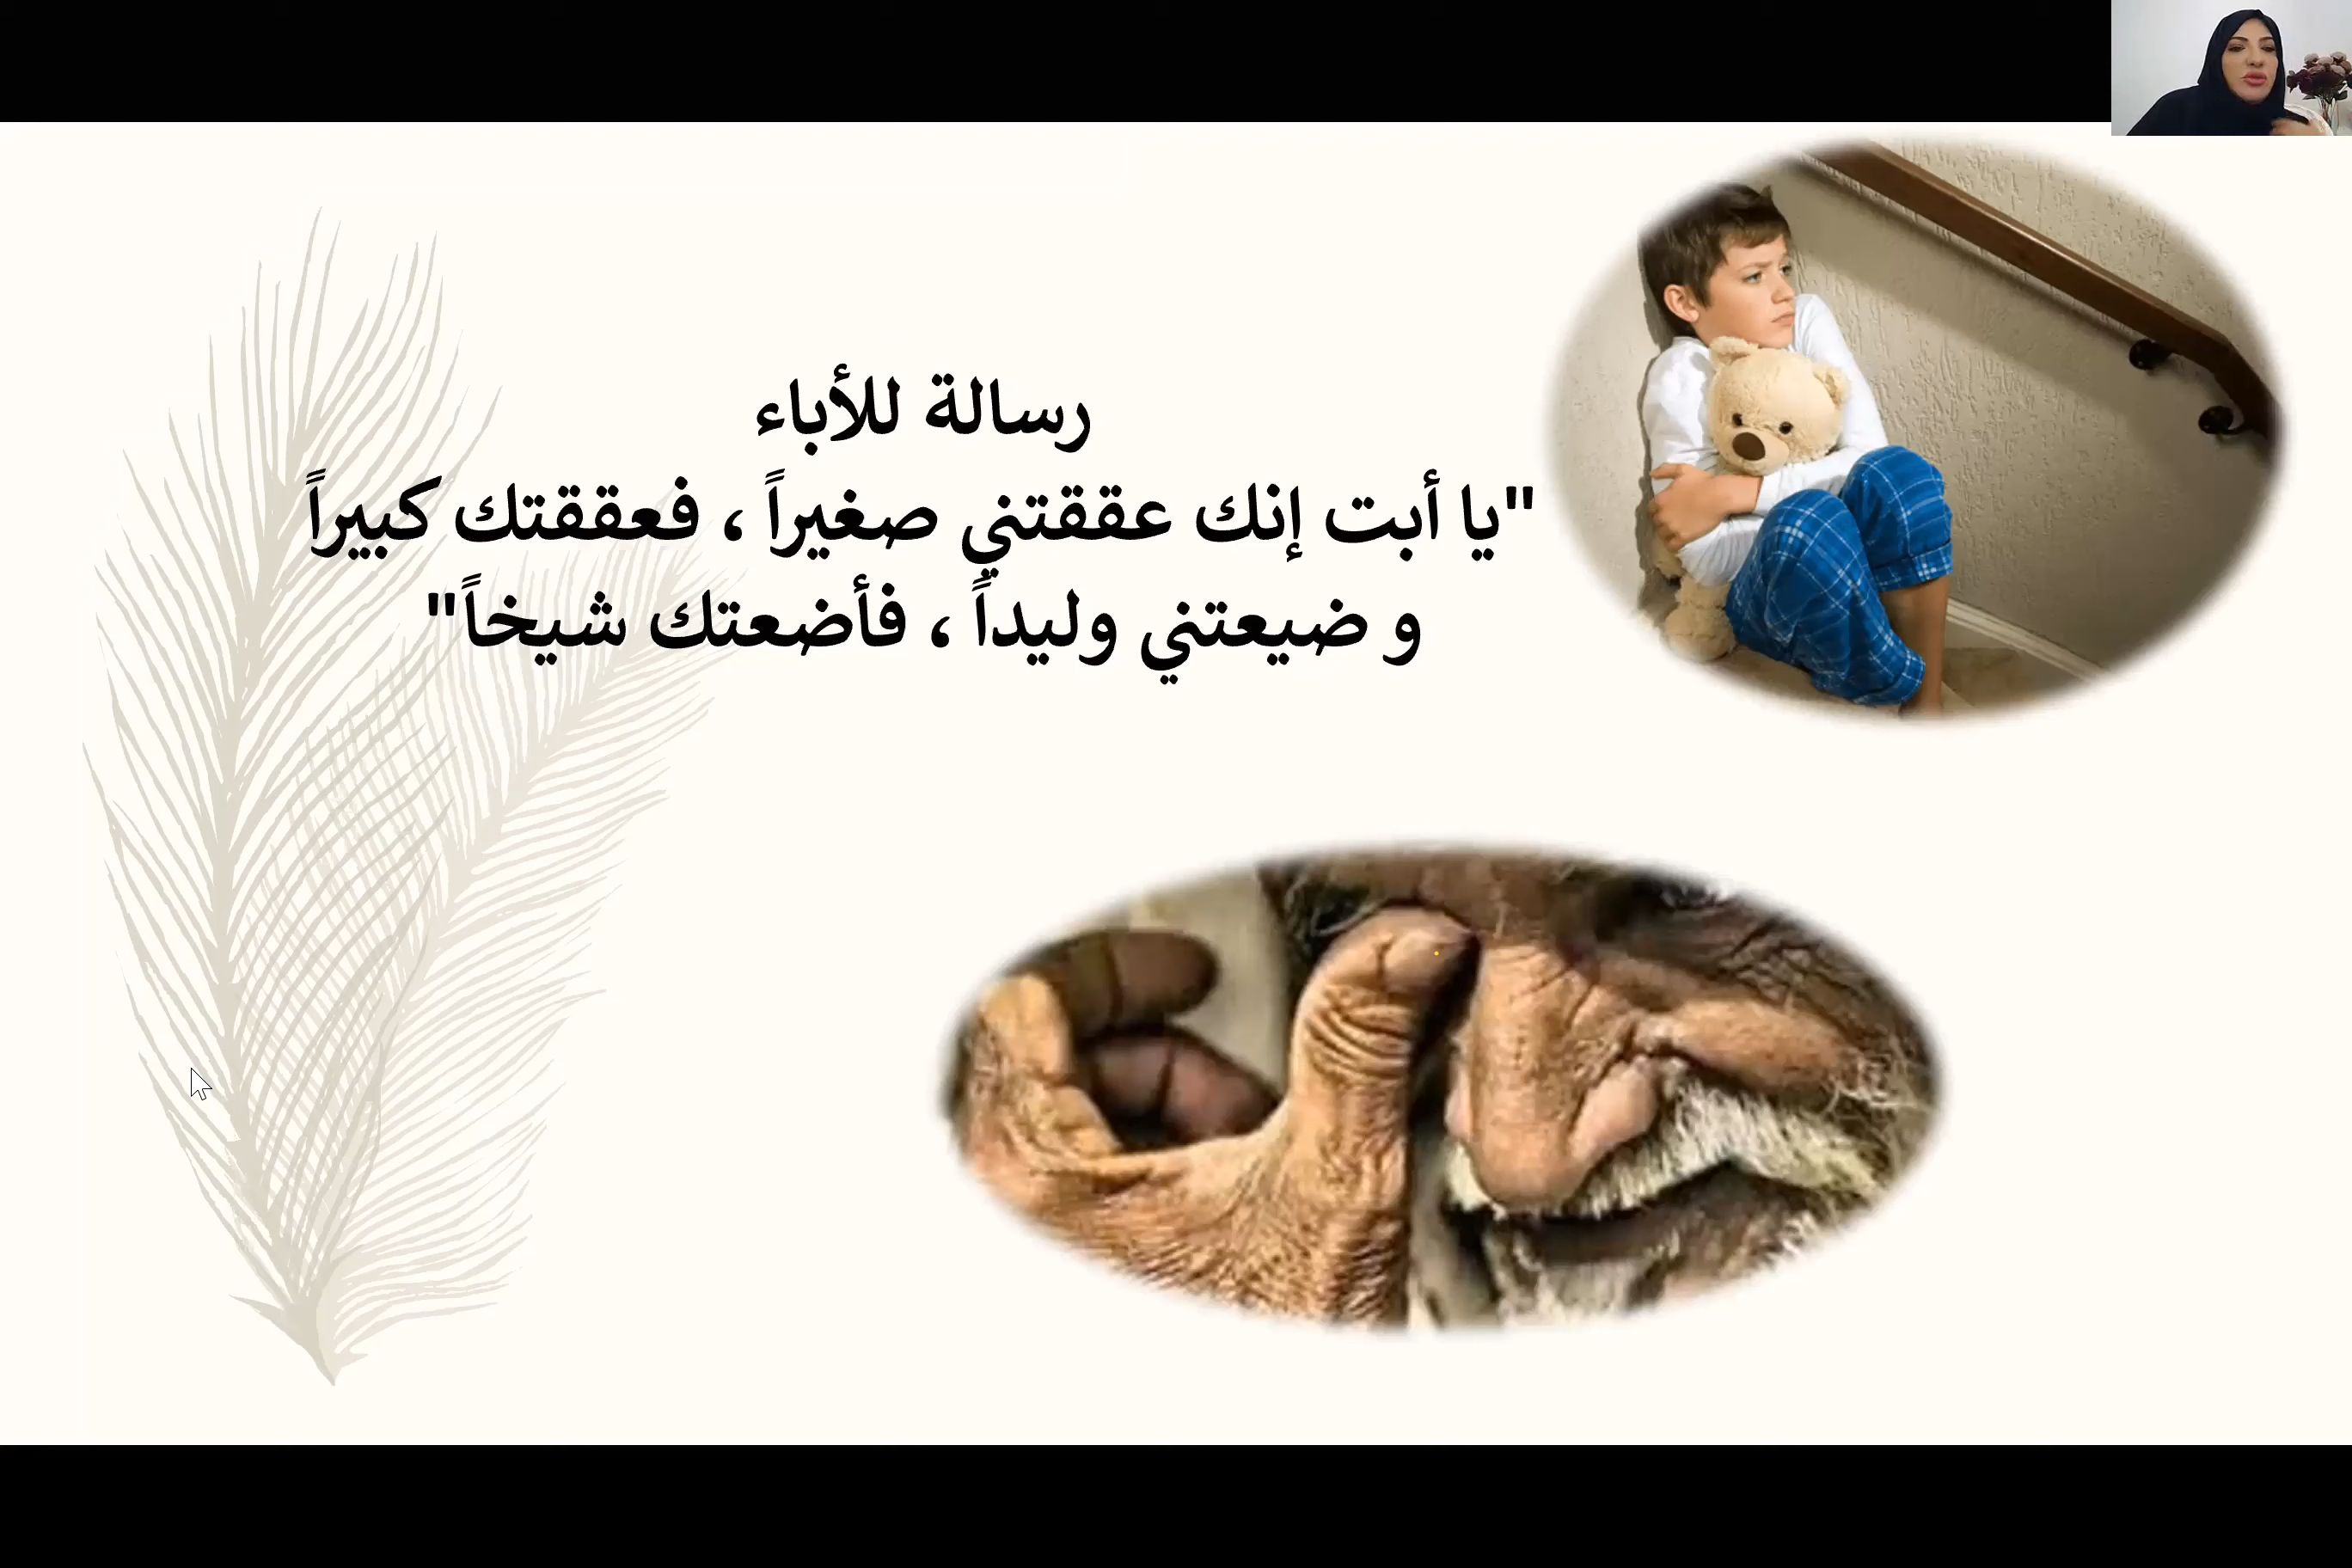 رسالة للأباء
"يا أبت إنك عققتني صغيراً ، فعققتك كبيراً
و ضيعتني وليداً ، فأضعتك شيخاً"